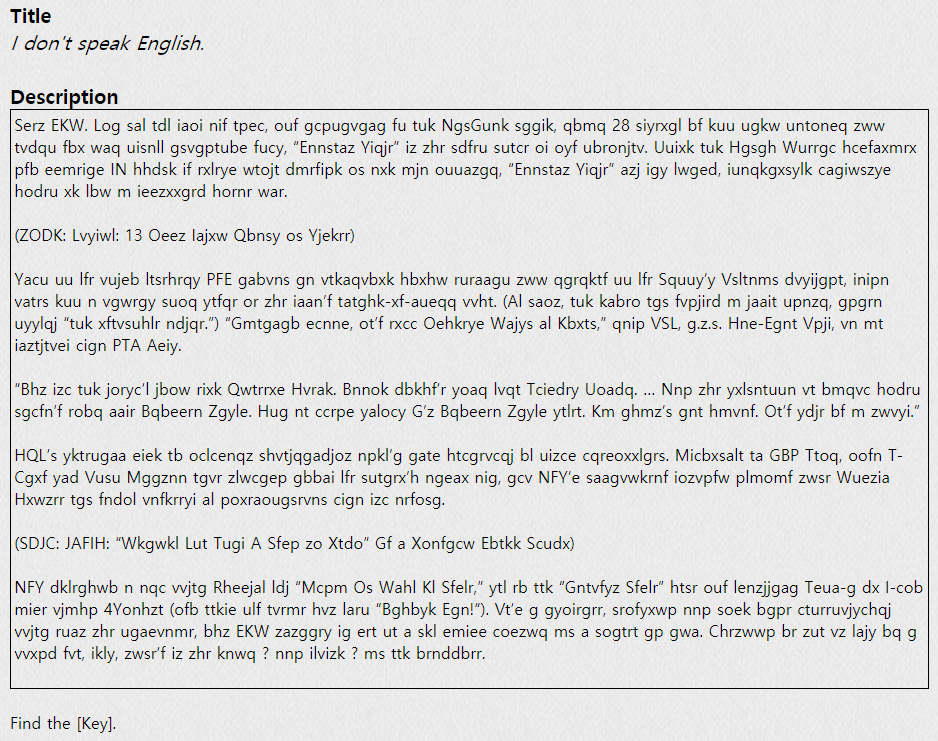 Title
I don't speak English.
Description
Serz EKW. Log sal tdl iaoi nif tpec, ouf gcpugvgag fu tuk NgsGunk sggik, qbmq 28 siyrxgl bf kuu ugkw untoneq zww
tvdqu fbx waq uisnll gsvgptube fucy, “Ennstaz Yiqjr” iz zhr sdfru sutcr oi oyf ubronjtv. Uuixk tuk Hgsgh Wurrgc hcefaxmrx
pfb eemrige IN hhdsk if rxlrye wtojt dmrfipk os nxk mjn ouuazgq, “Ennstaz Yiqjr” azj igy lwged, iunqkgxsylk cagiwszye
hodru xk lbw m ieezxxgrd hornr war.
(ZODK: Lvyiwl: 13 Oeez Iajxw Qbnsy os Yjekrr)
Yacu uu lfr vujeb ltsrhrqy PFE gabvns gn vtkaqvbxk hbxhw ruraagu zww qgrqktf uu lfr Squuy’y Vsltnms dvyijgpt, inipn
vatrs kuu n vgwrgy suoq ytfqr or zhr iaan’f tatghk-xf-aueqq vvht. (Al saoz, tuk kabro tgs fvpjird m jaait upnzq, gpgrn
uyylqj “tuk xftvsuhlr ndjqr.”) “Gmtgagb ecnne, ot’f rxcc Oehkrye Wajys al Kbxts,” qnip VSL, g.z.s. Hne-Egnt Vpji, vn mt
iaztjtvei cign PTA Aeiy.
“Bhz izc tuk joryc’l jbow rixk Qwtrrxe Hvrak. Bnnok dbkhf’r yoaq lvqt Tciedry Uoadq. ... Nnp zhr yxlsntuun vt bmqvc hodru
sgcfn’f robq aair Bqbeern Zgyle. Hug nt ccrpe yalocy G’z Bqbeern Zgyle ytlrt. Km ghmz’s gnt hmvnf. Ot’f ydjr bf m zwvyi.”
HQL’s yktrugaa eiek tb oclcenqz shvtjqgadjoz npkl’g gate htcgrvcqj bl uizce cqreoxxlgrs. Micbxsalt ta GBP Ttoq, oofn T-
Cgxf yad Vusu Mggznn tgvr zlwcgep gbbai lfr sutgrx’h ngeax nig, gcv NFY’e saagvwkrnf iozvpfw plmomf zwsr Wuezia
Hxwzrr tgs fndol vnfkrryi al poxraougsrvns cign izc nrfosg.
(SDJC: JAFIH: “Wkgwkl Lut Tugi A Sfep zo Xtdo” Gf a Xonfgcw Ebtkk Scudx)
NFY dklrghwb n nqc vvjtg Rheejal ldj “Mcpm Os Wahl Kl Sfelr,” ytl rb ttk “Gntvfyz Sfelr” htsr ouf lenzjjgag Teua-g dx I-cob
mier vjmhp 4Yonhzt (ofb ttkie ulf tvrmr hvz laru “Bghbyk Egn!”). Vt’e g gyoirgrr, srofyxwp nnp soek bgpr cturruvjychqj
vvjtg ruaz zhr ugaevnmr, bhz EKW zazggry ig ert ut a skl emiee coezwq ms a sogtrt gp gwa. Chrzwwp br zut vz lajy bq g
vvxpd fvt, ikly, zwsr’f iz zhr knwq ? nnp ilvizk ? ms ttk brnddbrr.
Find the [Key].